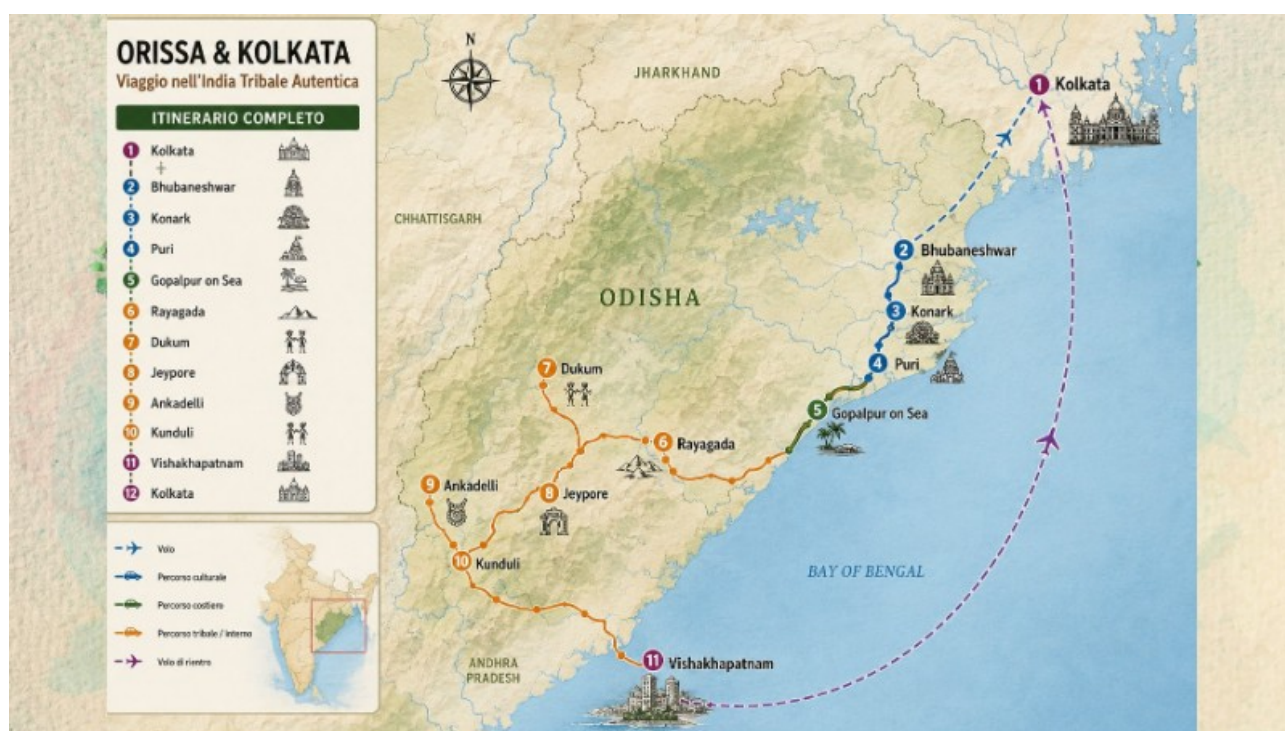 ORISSA & KOLKATA
Viaggio nell'India Tribale Autentica
ITINERARIO COMPLETO
1 Kolkata
2 Bhubaneshwar
3 Konark
4 Puri
5 Gopalpur on Sea
6 Rayagada
7 Dukum
8 Jeypore
9 Ankadelli
10 Kunduli
11 Vishakhapatnam
12 Kolkata
Volo
Percorso culturale
Percorso costiero
Percorso tribale / interno
Volo di rientro
N
JHARKHAND
1 Kolkata
CHHATTISGARH
2 Bhubaneshwar
ODISHA
3 Konark
4 Puri
7 Dukum
5 Gopalpur on Sea
6 Rayagada
9 Ankadelli
8 Jeypore
10 Kunduli
BAY OF BENGAL
ANDHRA
PRADESH
11 Vishakhapatnam